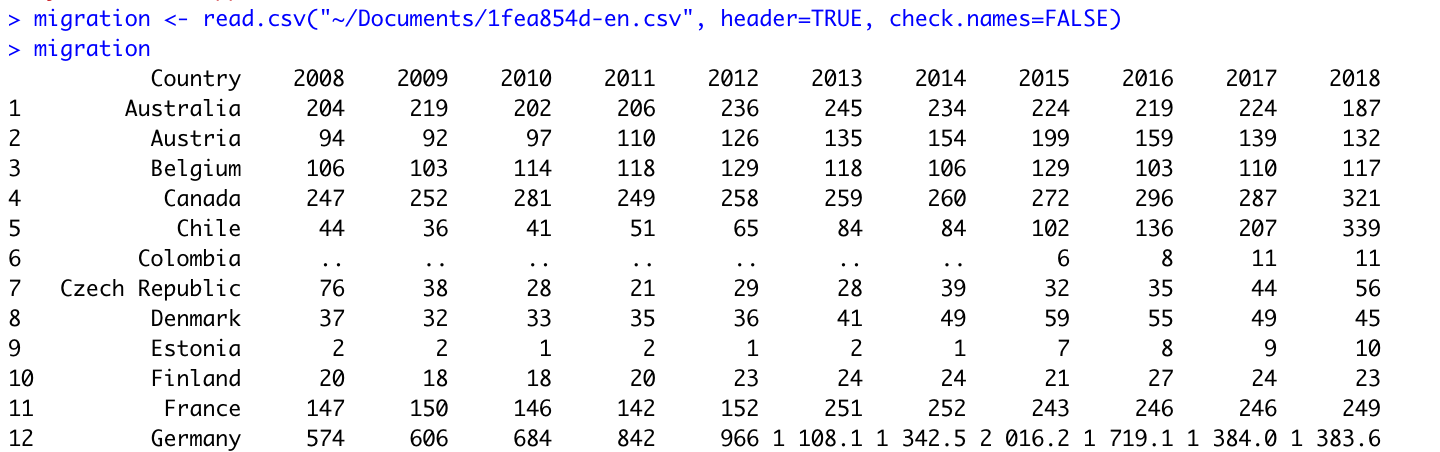 > migration <- read.csv("~/Documents/1fea854d-en.csv", header=TRUE, check.names=FALSE)
> migration
Country 2008 2009 2010 2011 2012 2013 2014 2015 2016 2017 2018
1 Australia 204 219 202 206 236 245 234 224 219 224 187
2 Austria 94 92 97 110 126 135 154 199 159 139 132
3 Belgium 106 103 114 118 129 118 106 129 103 110 117
4 Canada 247 252 281 249 258 259 260 272 296 287 321
5 Chile 44 36 41 51 65 84 84 102 136 207 339
6 Colombia .. .. .. .. .. .. .. 6 8 11 11
7 Czech Republic 76 38 28 21 29 28 39 32 35 44 56
8 Denmark 37 32 33 35 36 41 49 59 55 49 45
9 Estonia 2 2 1 2 1 2 1 7 8 9 10
10 Finland 20 18 18 20 23 24 24 21 27 24 23
11 France 147 150 146 142 152 251 252 243 246 246 249
12 Germany 574 606 684 842 966 1 108.1 1 342.5 2 016.2 1 719.1 1 384.0 1 383.6